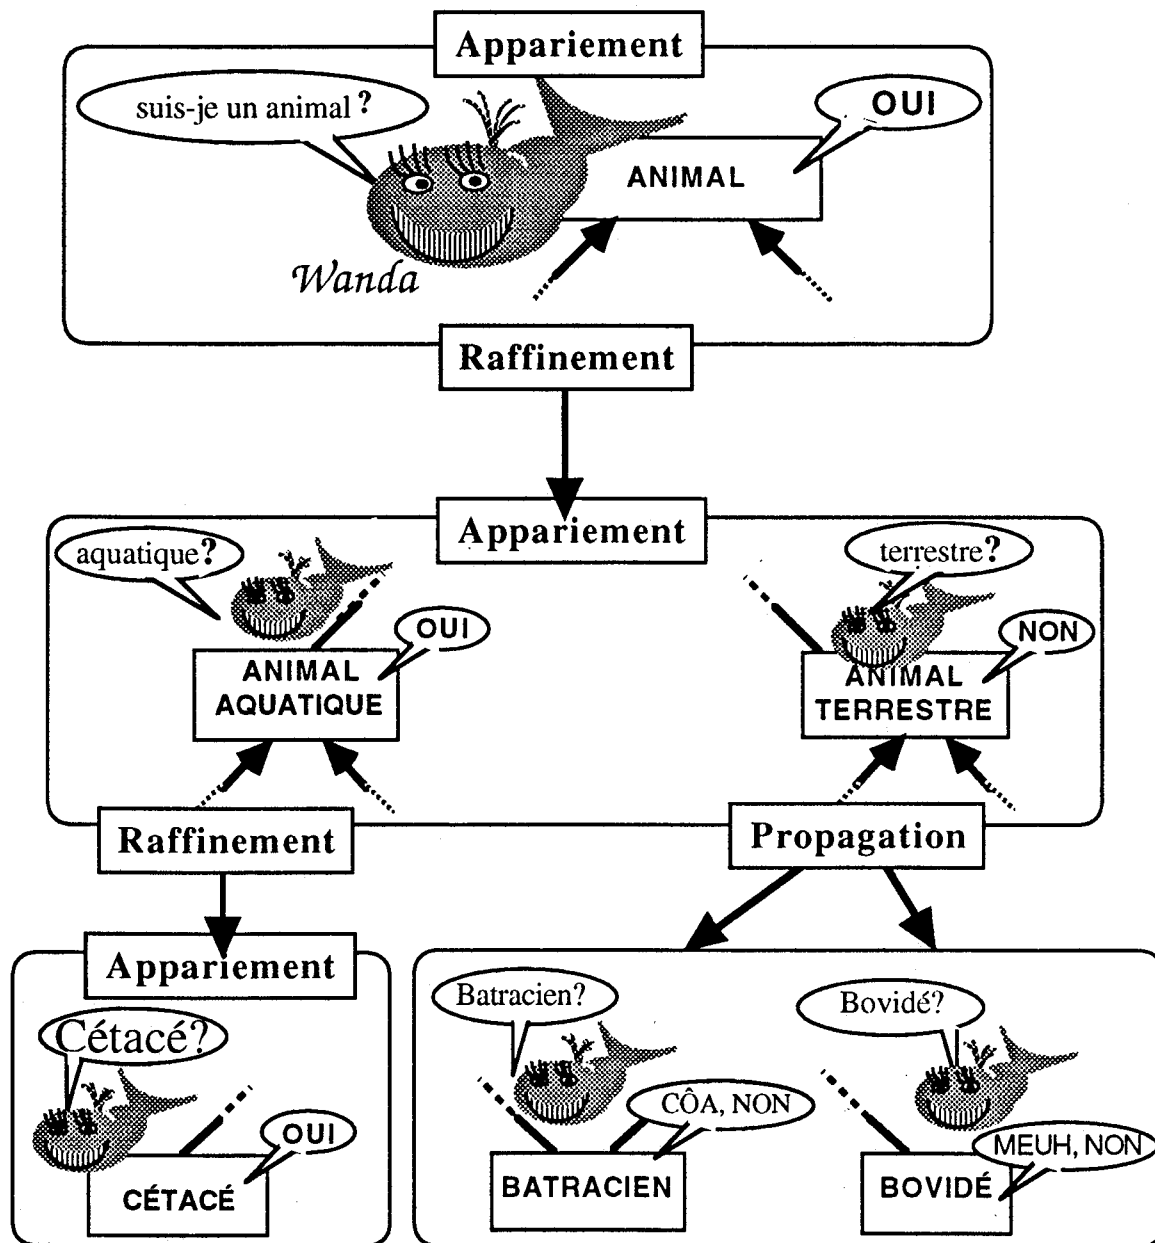 Appariement
suis-je un animal ?
OUI
ANIMAL
Wanda
Raffinement
Appariement
aquatique?
terrestre?
OUI
NON
ANIMAL
AQUATIQUE
ANIMAL
TERRESTRE
Raffinement
Propagation
Appariement
Batracien?
Bovidé?
Cétacé?
CÔA, NON
OUI
MEUH, NON
CÉTACÉ
BATRACIEN
BOVIDÉ